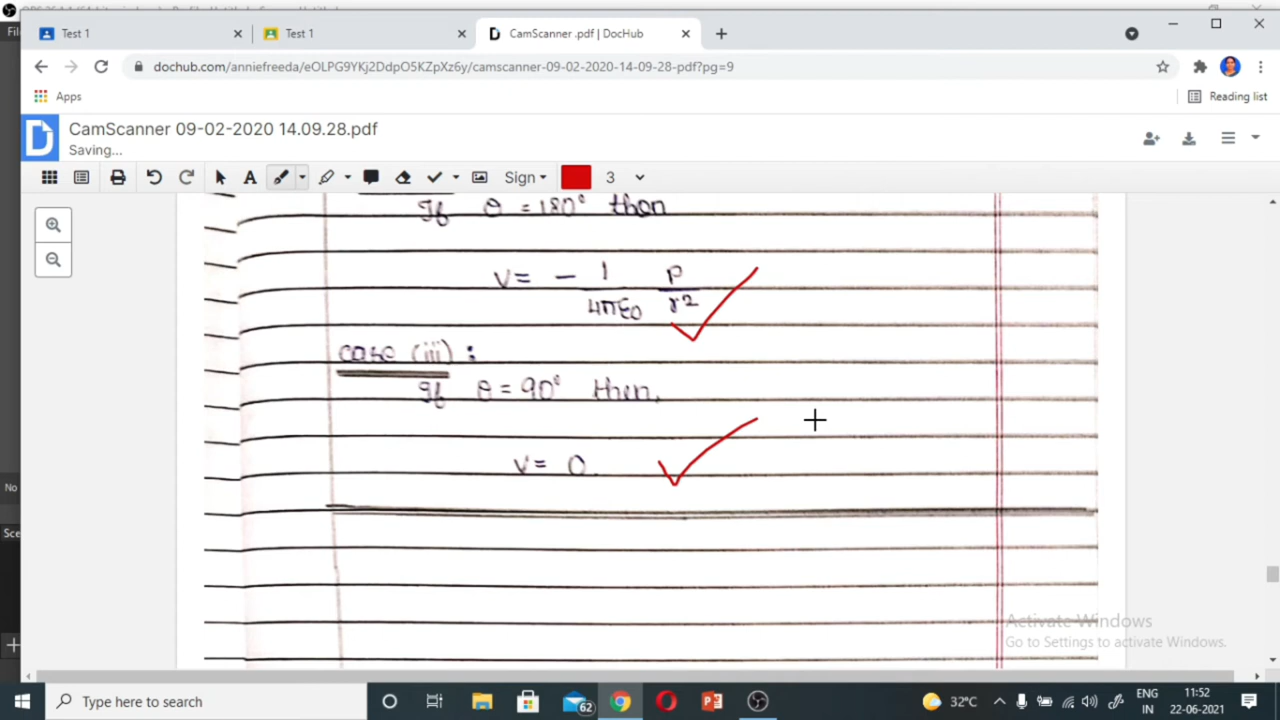 Test 1
Test 1
CamScanner .pdf | DocHub
dochub.com/anniefreeda/eOLPG9YKj2DdpO5KZpXz6y/camscanner-09-02-2020-14-09-28-pdf?pg=9
Apps
Reading list
CamScanner 09-02-2020 14.09.28.pdf
Saving...
A
Sign
3
If θ = 180° then
V = - 1/4πε0 P/r²
case (iii) :
If θ = 90° then,
V = 0.
No
Sce
Activate Windows
Go to Settings to activate Windows.
Type here to search
62
32°C
ENG
IN
11:52
22-06-2021